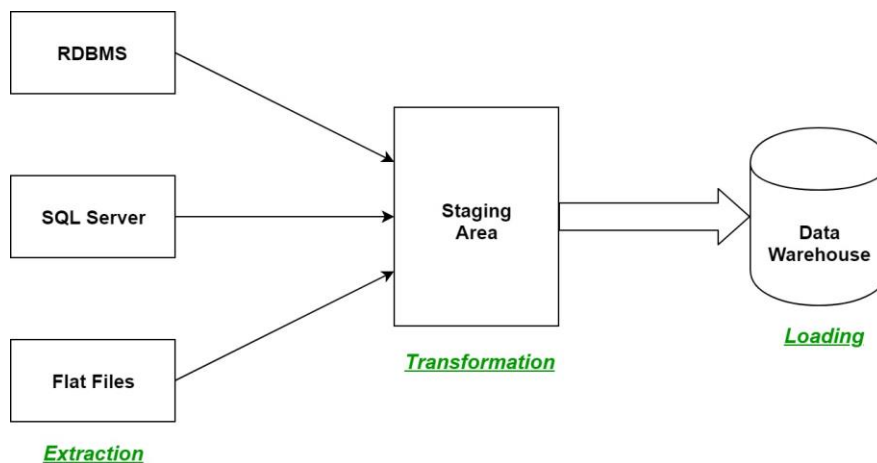 RDBMS
SQL Server
Flat Files
Extraction
Staging
Area
Transformation
Data
Warehouse
Loading